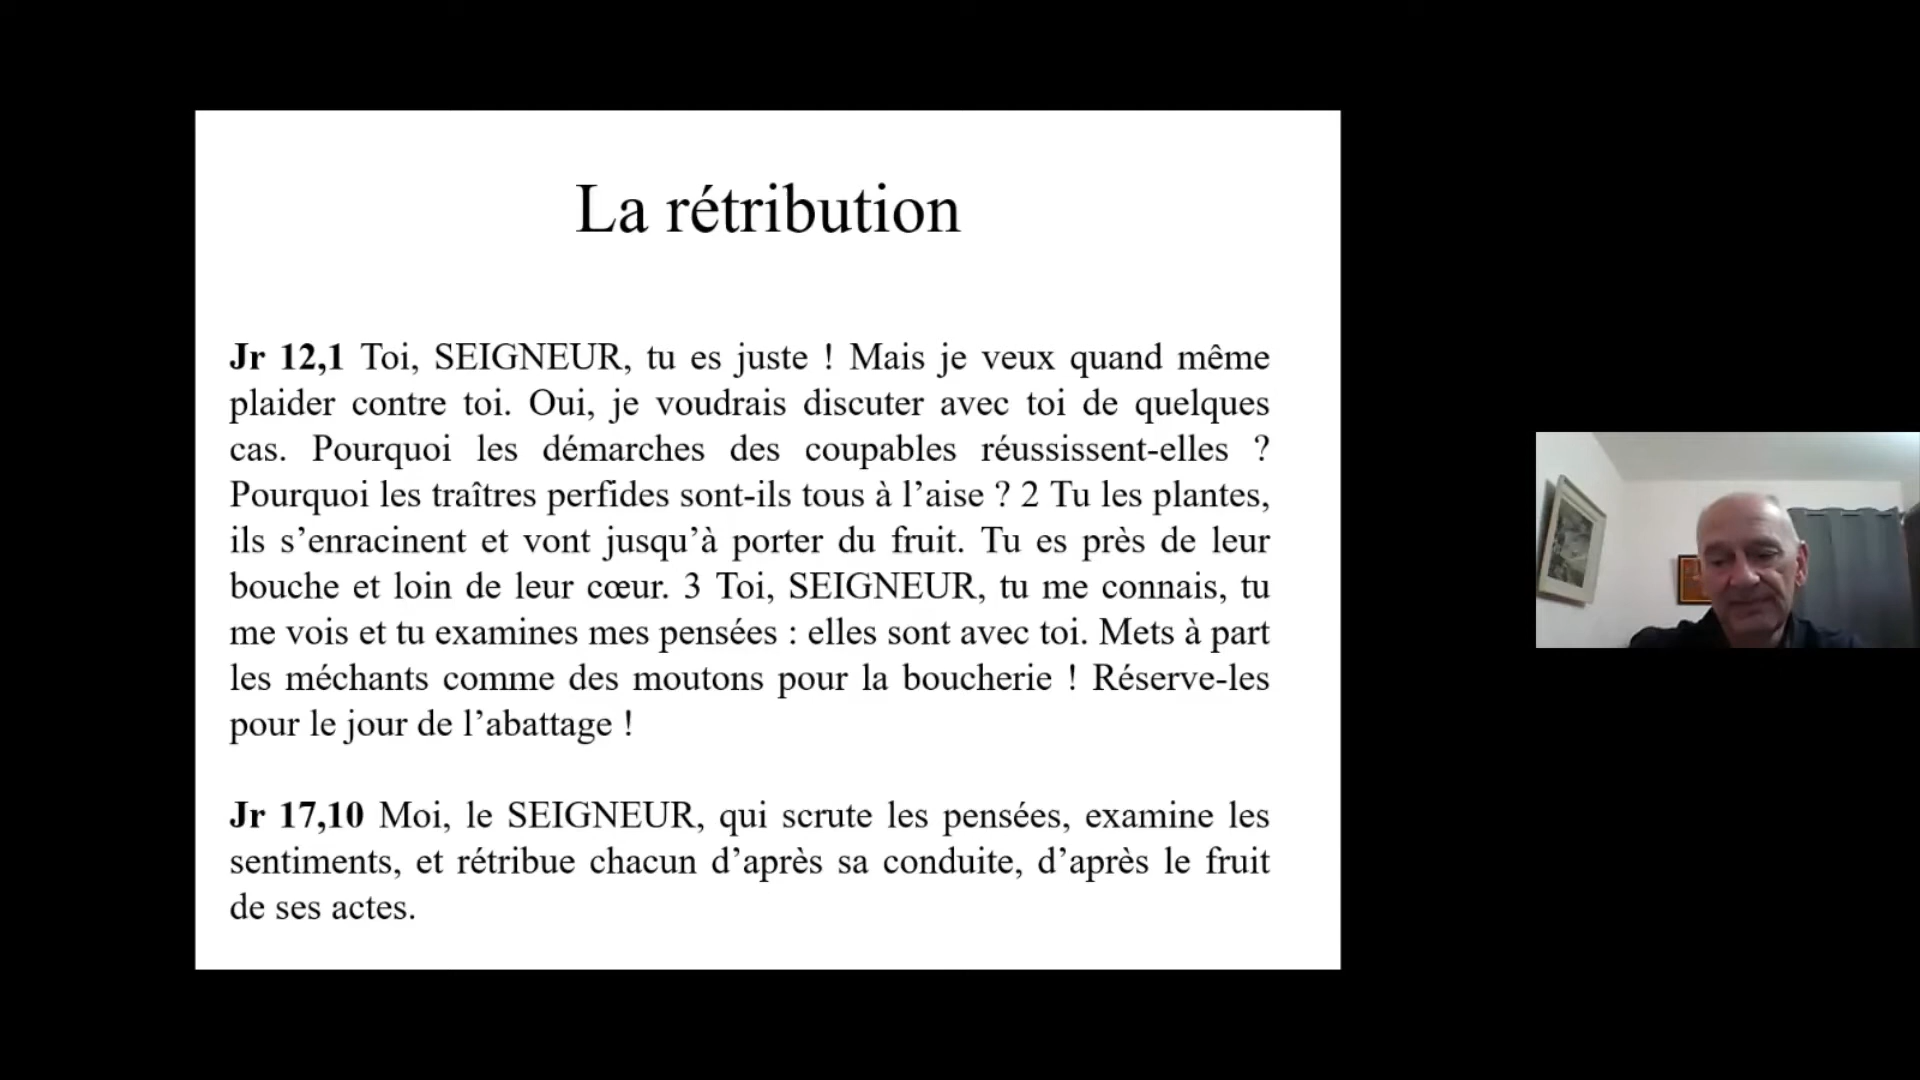 La rétribution
Jr 12,1 Toi, SEIGNEUR, tu es juste ! Mais je veux quand même
plaider contre toi. Oui, je voudrais discuter avec toi de quelques
cas. Pourquoi les démarches des coupables réussissent-elles ?
Pourquoi les traîtres perfides sont-ils tous à l’aise ? 2 Tu les plantes,
ils s’enracinent et vont jusqu’à porter du fruit. Tu es près de leur
bouche et loin de leur cœur. 3 Toi, SEIGNEUR, tu me connais, tu
me vois et tu examines mes pensées : elles sont avec toi. Mets à part
les méchants comme des moutons pour la boucherie ! Réserve-les
pour le jour de l’abattage !
Jr 17,10 Moi, le SEIGNEUR, qui scrute les pensées, examine les
sentiments, et rétribue chacun d’après sa conduite, d’après le fruit
de ses actes.